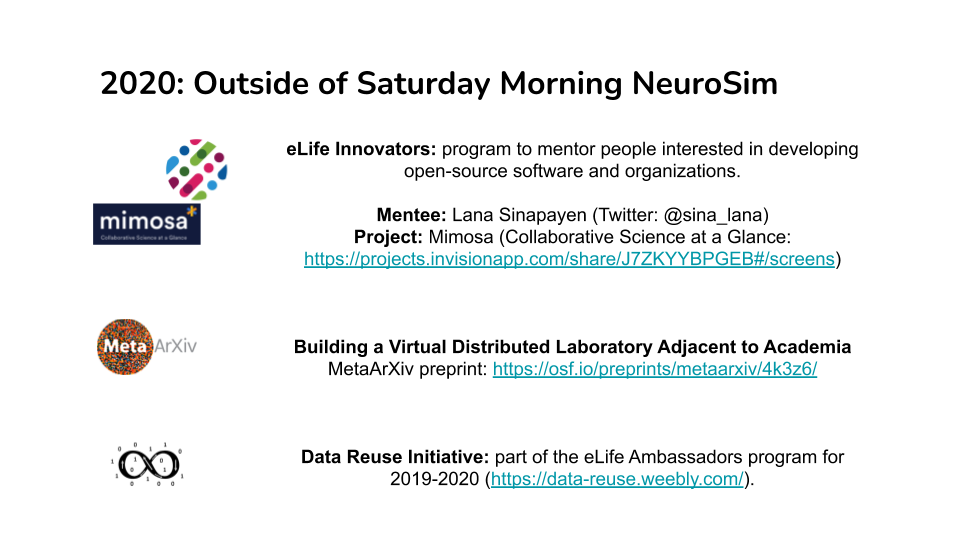 2020: Outside of Saturday Morning NeuroSim
eLife Innovators: program to mentor people interested in developing
open-source software and organizations.
mimosa*
Collaborative Science at a Glance
Mentee: Lana Sinapayen (Twitter: @sina_lana)
Project: Mimosa (Collaborative Science at a Glance:
https://projects.invisionapp.com/share/J7ZKYYBPGEB#/screens)
MetaArXiv
Building a Virtual Distributed Laboratory Adjacent to Academia
MetaArXiv preprint: https://osf.io/preprints/metaarxiv/4k3z6/
Data Reuse Initiative: part of the eLife Ambassadors program for
2019-2020 (https://data-reuse.weebly.com/).